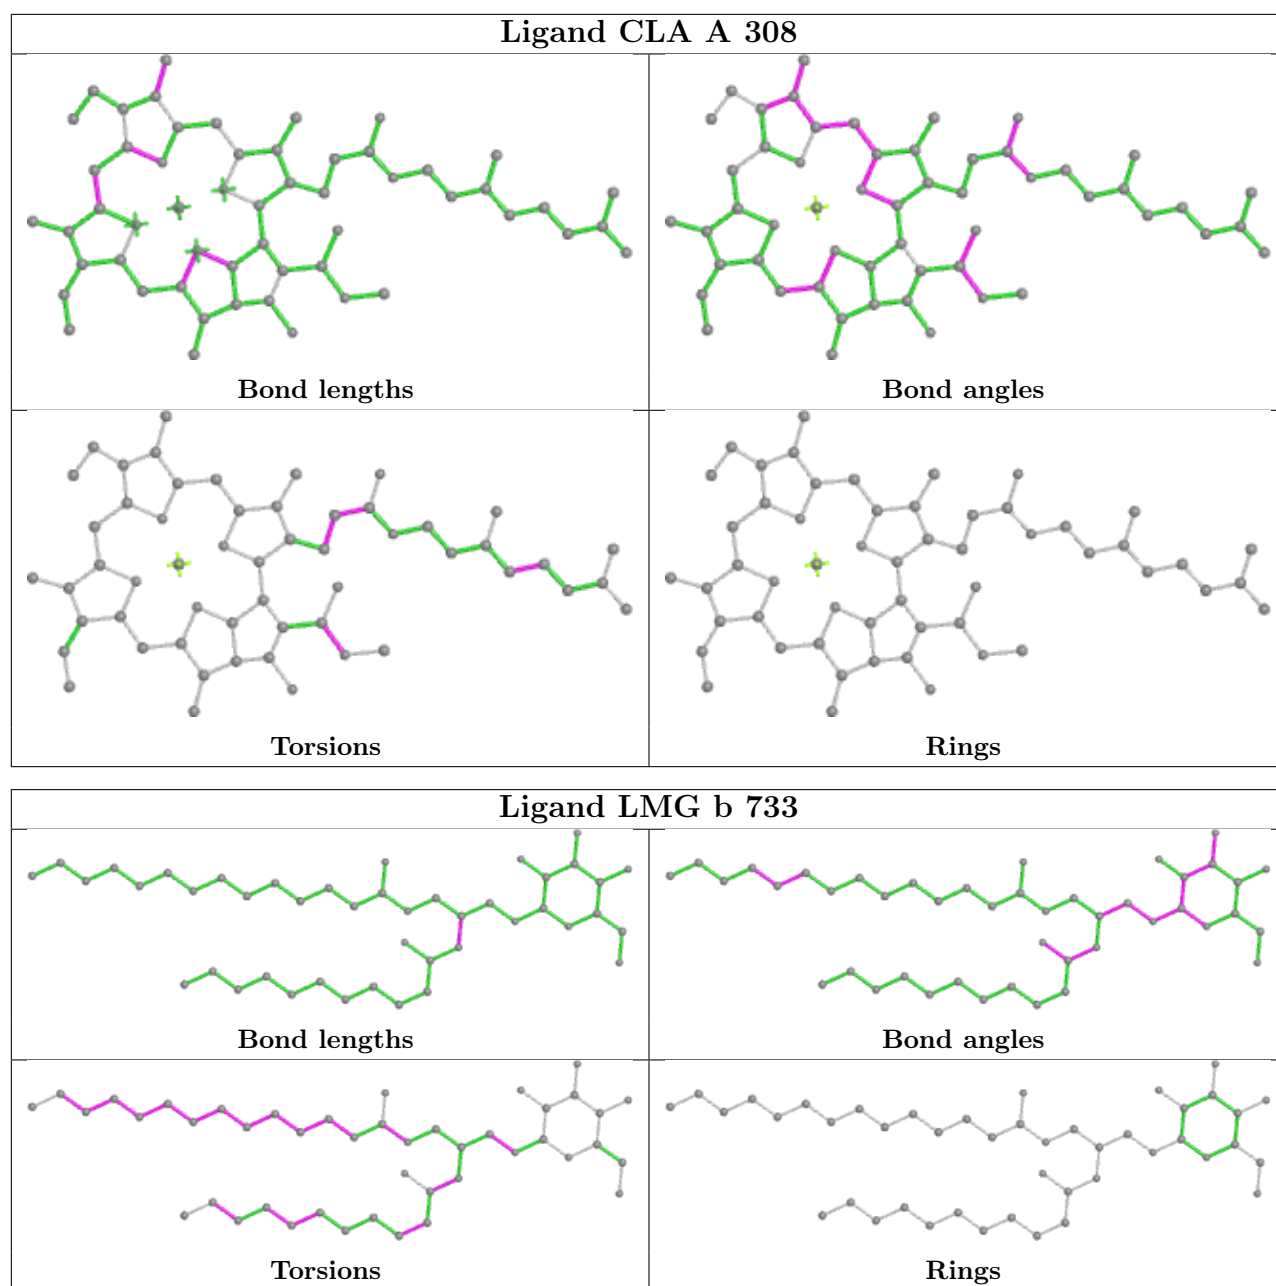 Ligand CLA A 308
Bond lengths
Bond angles
Torsions
Rings
Ligand LMG b 733
Bond lengths
Bond angles
Torsions
Rings